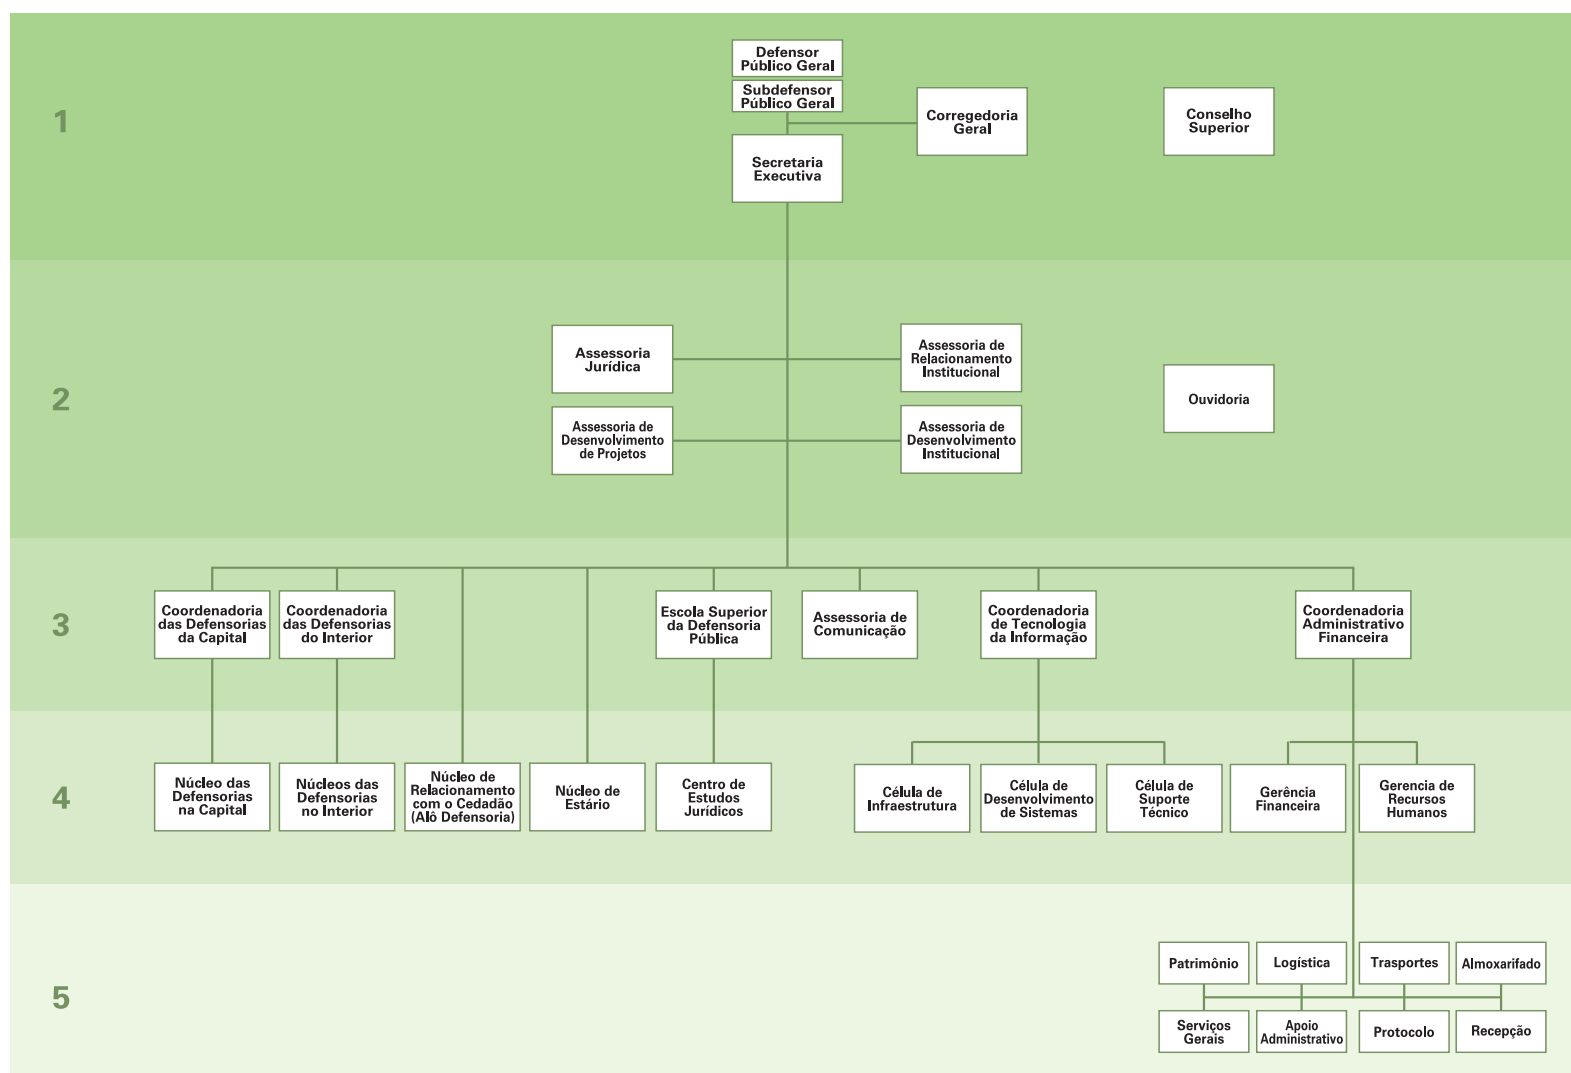 1
Defensor
Público Geral
Subdefensor
Público Geral
Corregedoria
Geral
Conselho
Superior
Secretaria
Executiva
2
Assessoria
Jurídica
Assessoria de
Relacionamento
Institucional
Ouvidoria
Assessoria de
Desenvolvimento
de Projetos
Assessoria de
Desenvolvimento
Institucional
3
Coordenadoria
das Defensorias
da Capital
Coordenadoria
das Defensorias
do Interior
Escola Superior
da Defensoria
Pública
Assessoria de
Comunicação
Coordenadoria
de Tecnologia
da Informação
Coordenadoria
Administrativo
Financeira
4
Núcleo das
Defensorias
na Capital
Núcleos das
Defensorias
no Interior
Núcleo de
Relacionamento
com o Cedadão
(Alô Defensoria)
Núcleo de
Estário
Centro de
Estudos
Jurídicos
Célula de
Infraestrutura
Célula de
Desenvolvimento
de Sistemas
Célula de
Suporte
Técnico
Gerência
Financeira
Gerencia de
Recursos
Humanos
5
Patrimônio
Logística
Trasportes
Almoxarifado
Serviços
Gerais
Apoio
Administrativo
Protocolo
Recepção